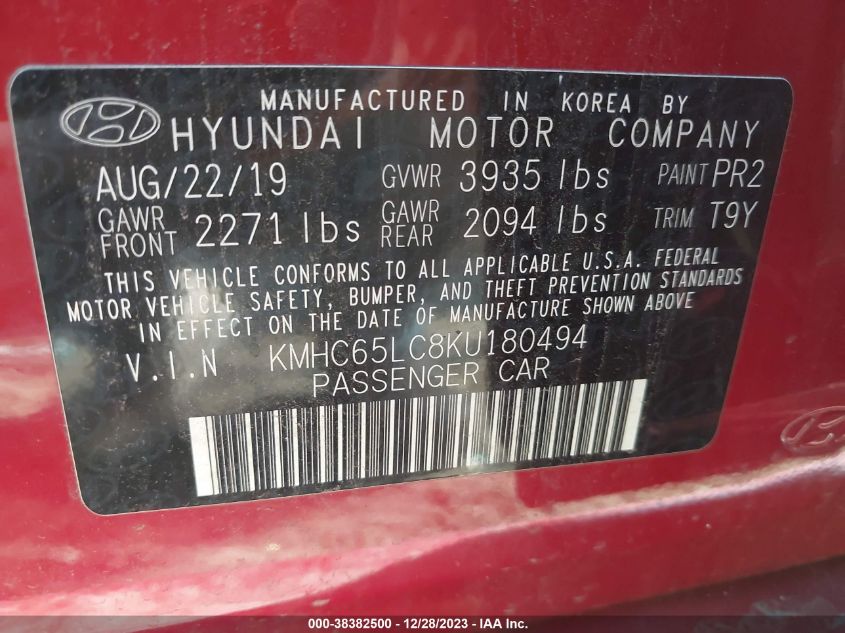 MANUFACTURED IN KOREA BY
HYUNDAI MOTOR COMPANY
AUG/22/19 GVWR 3935 lbs PAINT PR2
GAWR FRONT 2271 lbs GAWR REAR 2094 lbs TRIM T9Y
THIS VEHICLE CONFORMS TO ALL APPLICABLE U.S.A. FEDERAL
MOTOR VEHICLE SAFETY, BUMPER, AND THEFT PREVENTION STANDARDS
IN EFFECT ON THE DATE OF MANUFACTURE SHOWN ABOVE
V.I.N KMHC65LC8KU180494
PASSENGER CAR
000-38382500 - 12/28/2023 - IAA Inc.